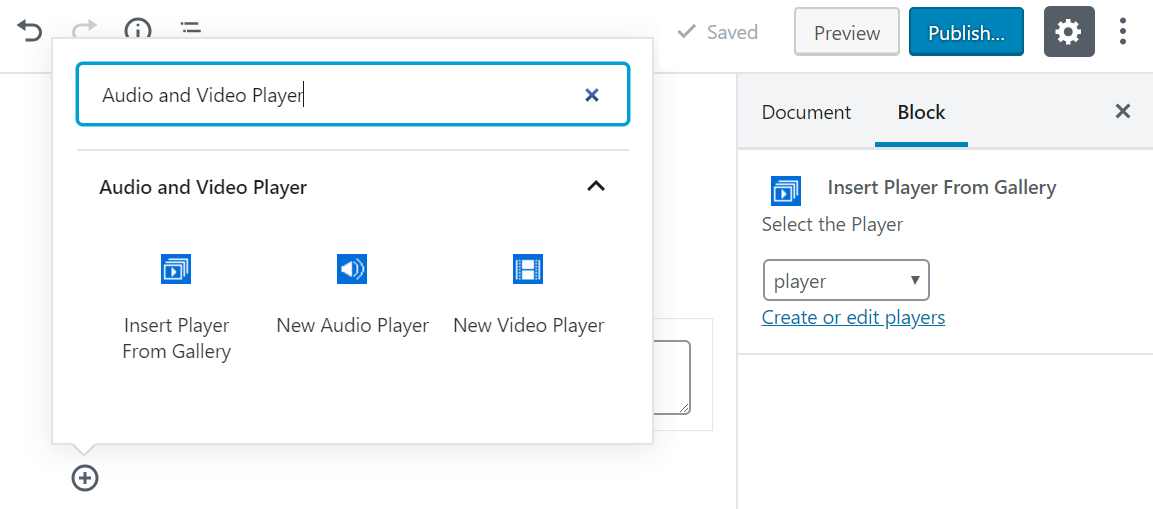 Saved
Preview
Publish...
Audio and Video Player
Audio and Video Player
Insert Player
From Gallery
New Audio Player
New Video Player
Document
Block
Insert Player From Gallery
Select the Player
player
Create or edit players